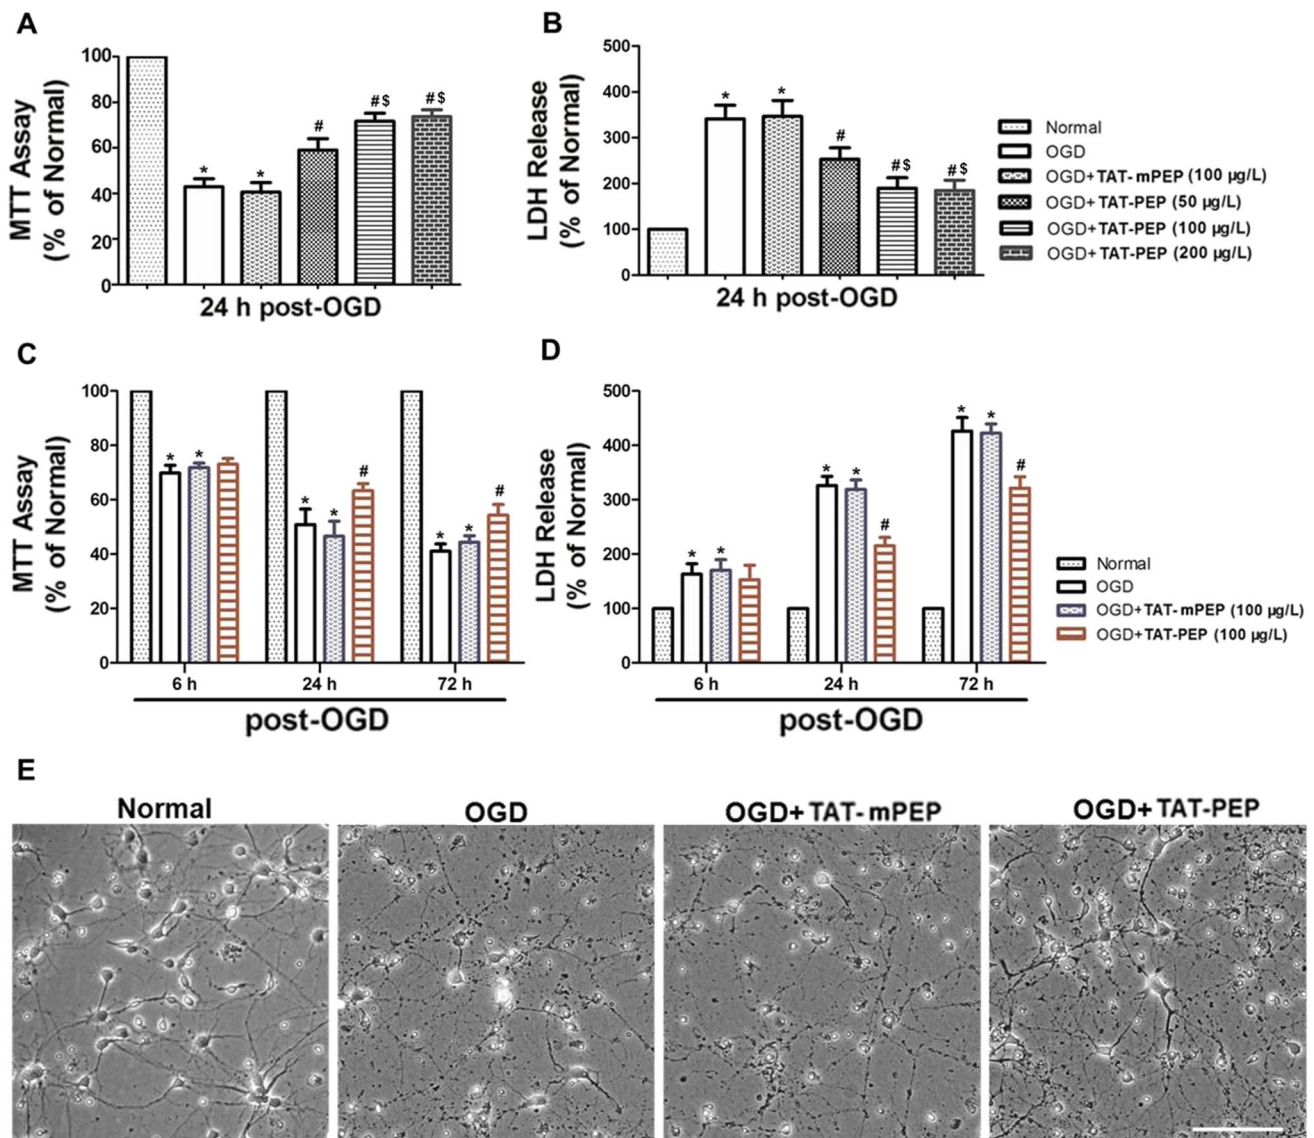 A
MTT Assay
(% of Normal)
100
80
60
40
20
0
*
*
#
#$
#$
24 h post-OGD
B
LDH Release
(% of Normal)
500
400
300
200
100
0
*
*
#
#$
#$
24 h post-OGD
Normal
OGD
OGD+TAT-mPEP (100 µg/L)
OGD+TAT-PEP (50 µg/L)
OGD+TAT-PEP (100 µg/L)
OGD+TAT-PEP (200 µg/L)
C
MTT Assay
(% of Normal)
100
80
60
40
20
0
*
*
*
*
#
*
*
#
6 h
24 h
72 h
post-OGD
D
LDH Release
(% of Normal)
500
400
300
200
100
0
*
*
*
*
#
*
*
#
6 h
24 h
72 h
post-OGD
Normal
OGD
OGD+TAT-mPEP (100 µg/L)
OGD+TAT-PEP (100 µg/L)
E
Normal
OGD
OGD+ TAT- mPEP
OGD+ TAT-PEP